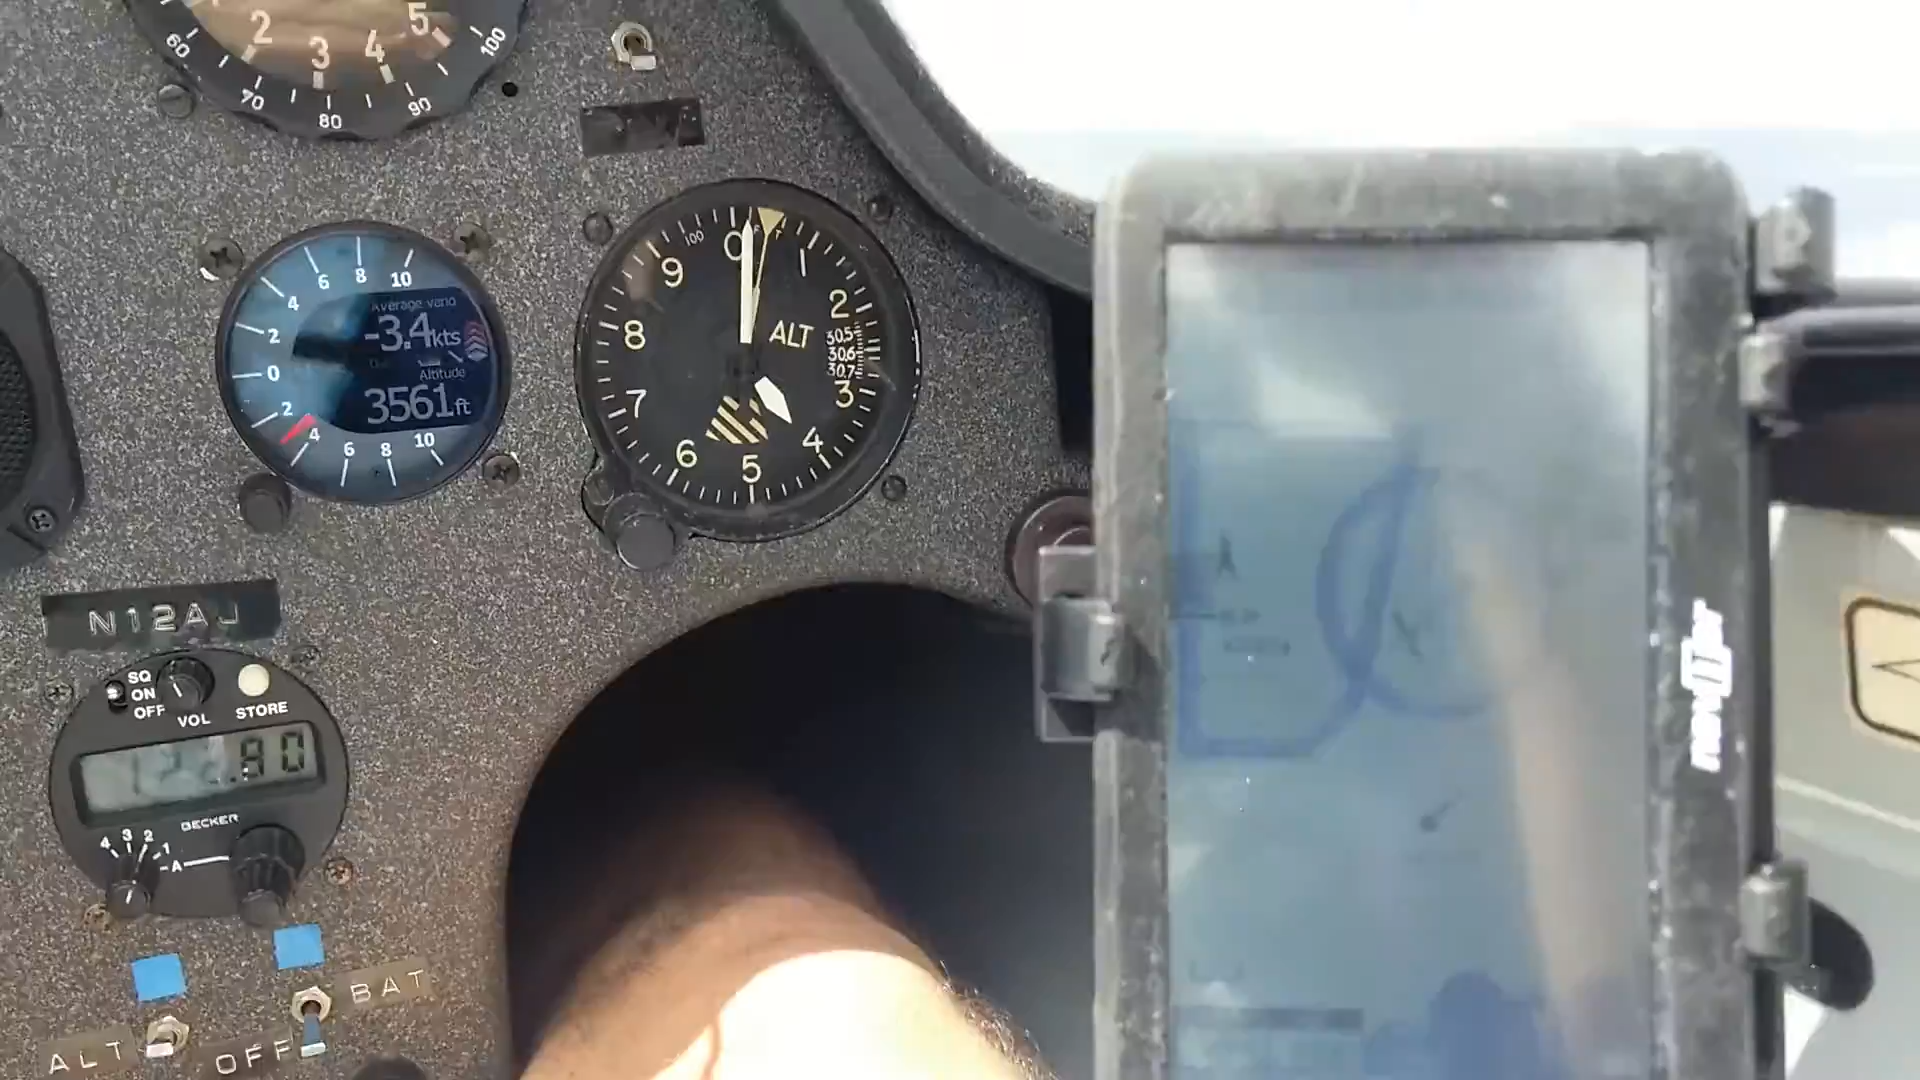 2 3 4 5
60 70 80 90 100
6 8 10
4
2
0
2
4 6 8 10
Average vario
-3.4kts
Altitude
3561ft
100
0 1 2 3 4 5 6 7 8 9
ALT
30.5
30.6
30.7
N12AJ
SQ
ON
OFF
VOL
STORE
.90
BECKER
4 3 2 1
A
BAT
ALT
OFF